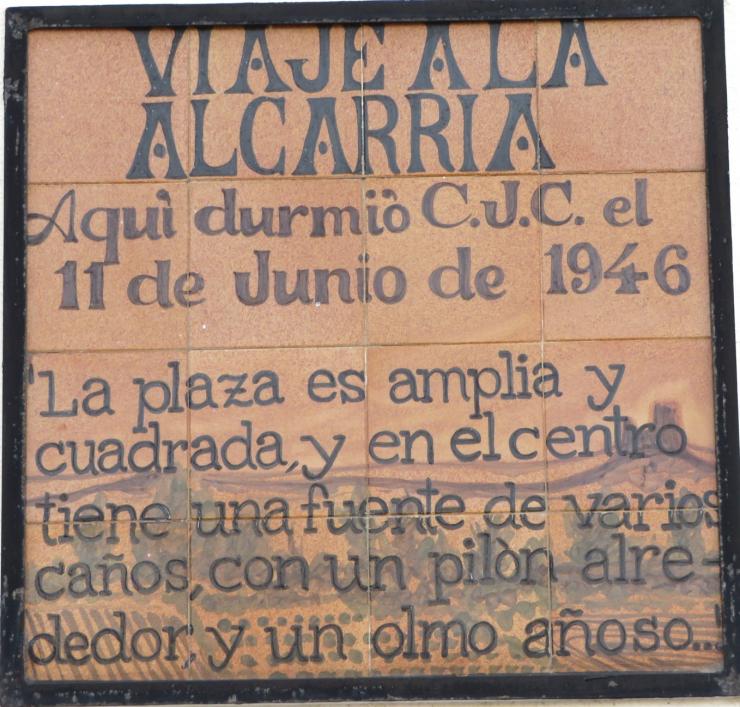 VIAJE A LA
ALCARRIA
Aquì durmiò C.J.C. el
11 de Junio de 1946
"La plaza es amplia y
cuadrada, y en el centro
tiene una fuente de varios
caños, con un pilòn alre-
dedor, y un olmo añoso..."